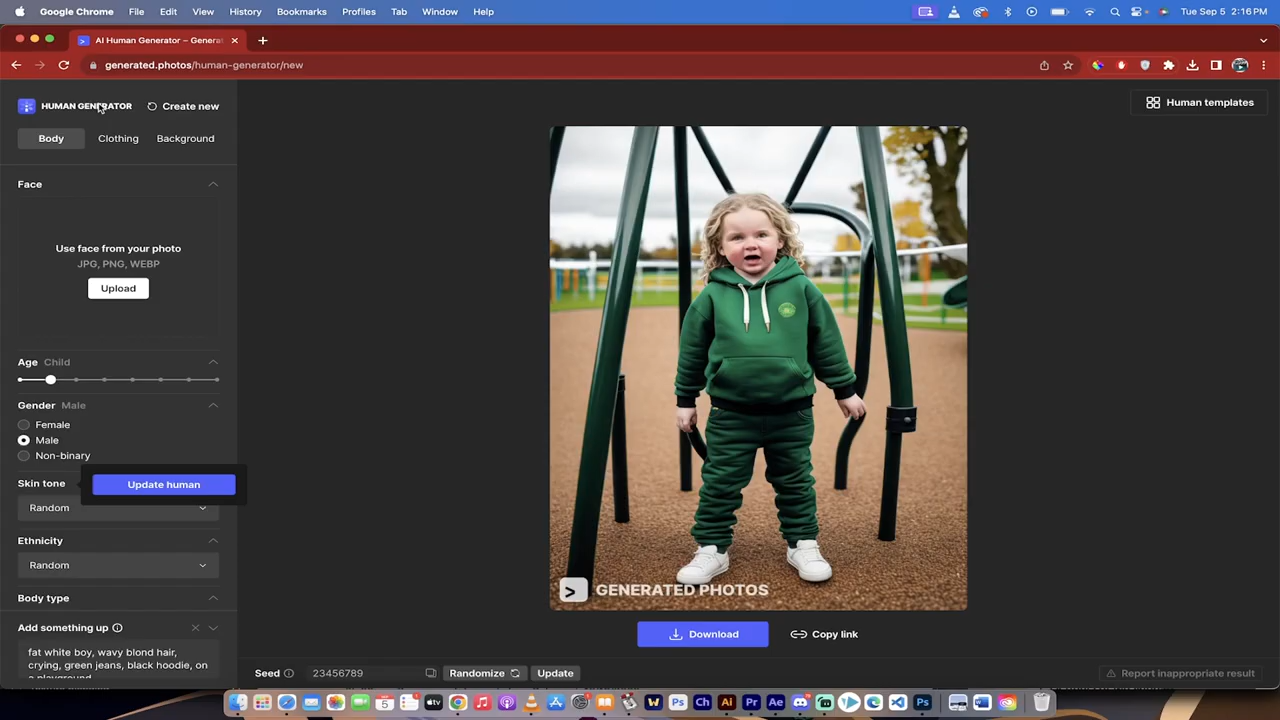 Google Chrome File Edit View History Bookmarks Profiles Tab Window Help Tue Sep 5 2:16 PM
AI Human Generator – Generat
generated.photos/human-generator/new
HUMAN GENERATOR
Create new
Human templates
Body
Clothing
Background
Face
Use face from your photo
JPG, PNG, WEBP
Upload
Age Child
Gender Male
Female
Male
Non-binary
Skin tone
Update human
Random
Ethnicity
Random
Body type
Add something up
fat white boy, wavy blond hair,
crying, green jeans, black hoodie, on
a playground
GENERATED PHOTOS
Download
Copy link
Seed
23456789
Randomize
Update
Report inappropriate result